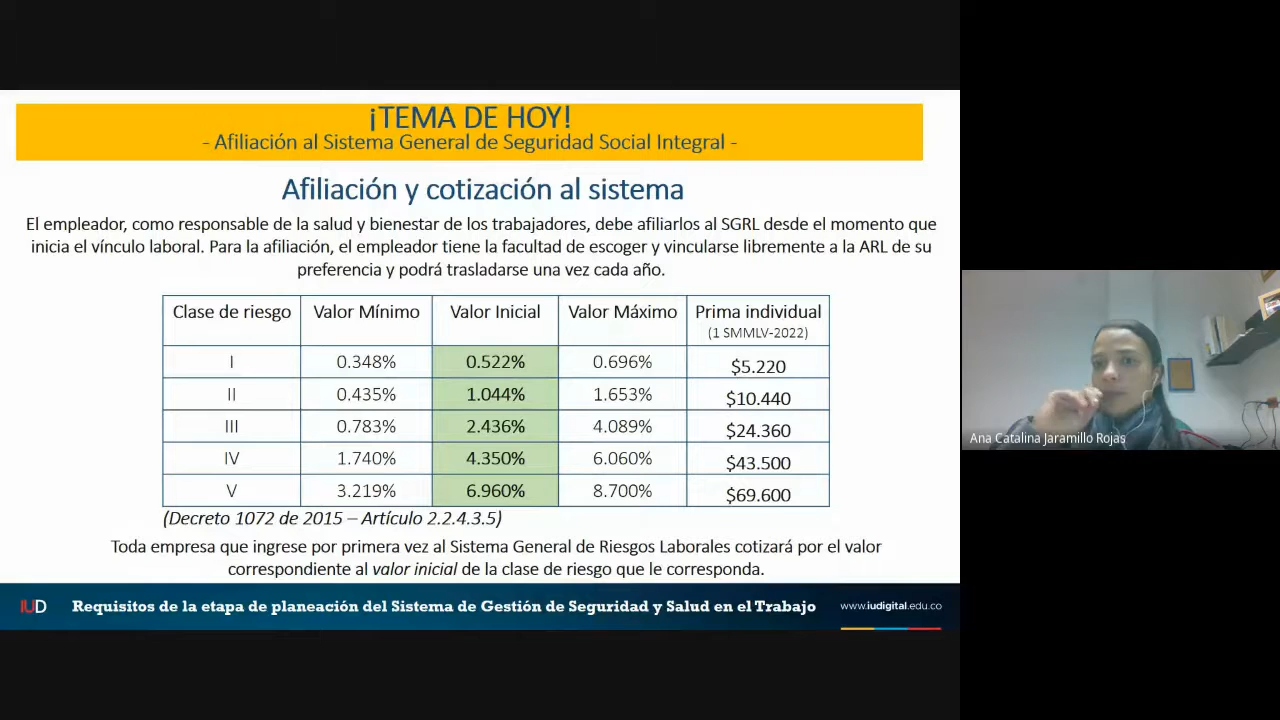 ¡TEMA DE HOY!
- Afiliación al Sistema General de Seguridad Social Integral -
Afiliación y cotización al sistema
El empleador, como responsable de la salud y bienestar de los trabajadores, debe afiliarlos al SGRL desde el momento que
inicia el vínculo laboral. Para la afiliación, el empleador tiene la facultad de escoger y vincularse libremente a la ARL de su
preferencia y podrá trasladarse una vez cada año.
Clase de riesgo Valor Mínimo Valor Inicial Valor Máximo Prima individual
(1 SMMLV-2022)
I 0.348% 0.522% 0.696% $5.220
II 0.435% 1.044% 1.653% $10.440
III 0.783% 2.436% 4.089% $24.360
IV 1.740% 4.350% 6.060% $43.500
V 3.219% 6.960% 8.700% $69.600
(Decreto 1072 de 2015 – Artículo 2.2.4.3.5)
Toda empresa que ingrese por primera vez al Sistema General de Riesgos Laborales cotizará por el valor
correspondiente al valor inicial de la clase de riesgo que le corresponda.
IUD Requisitos de la etapa de planeación del Sistema de Gestión de Seguridad y Salud en el Trabajo www.iudigital.edu.co
Ana Catalina Jaramillo Rojas